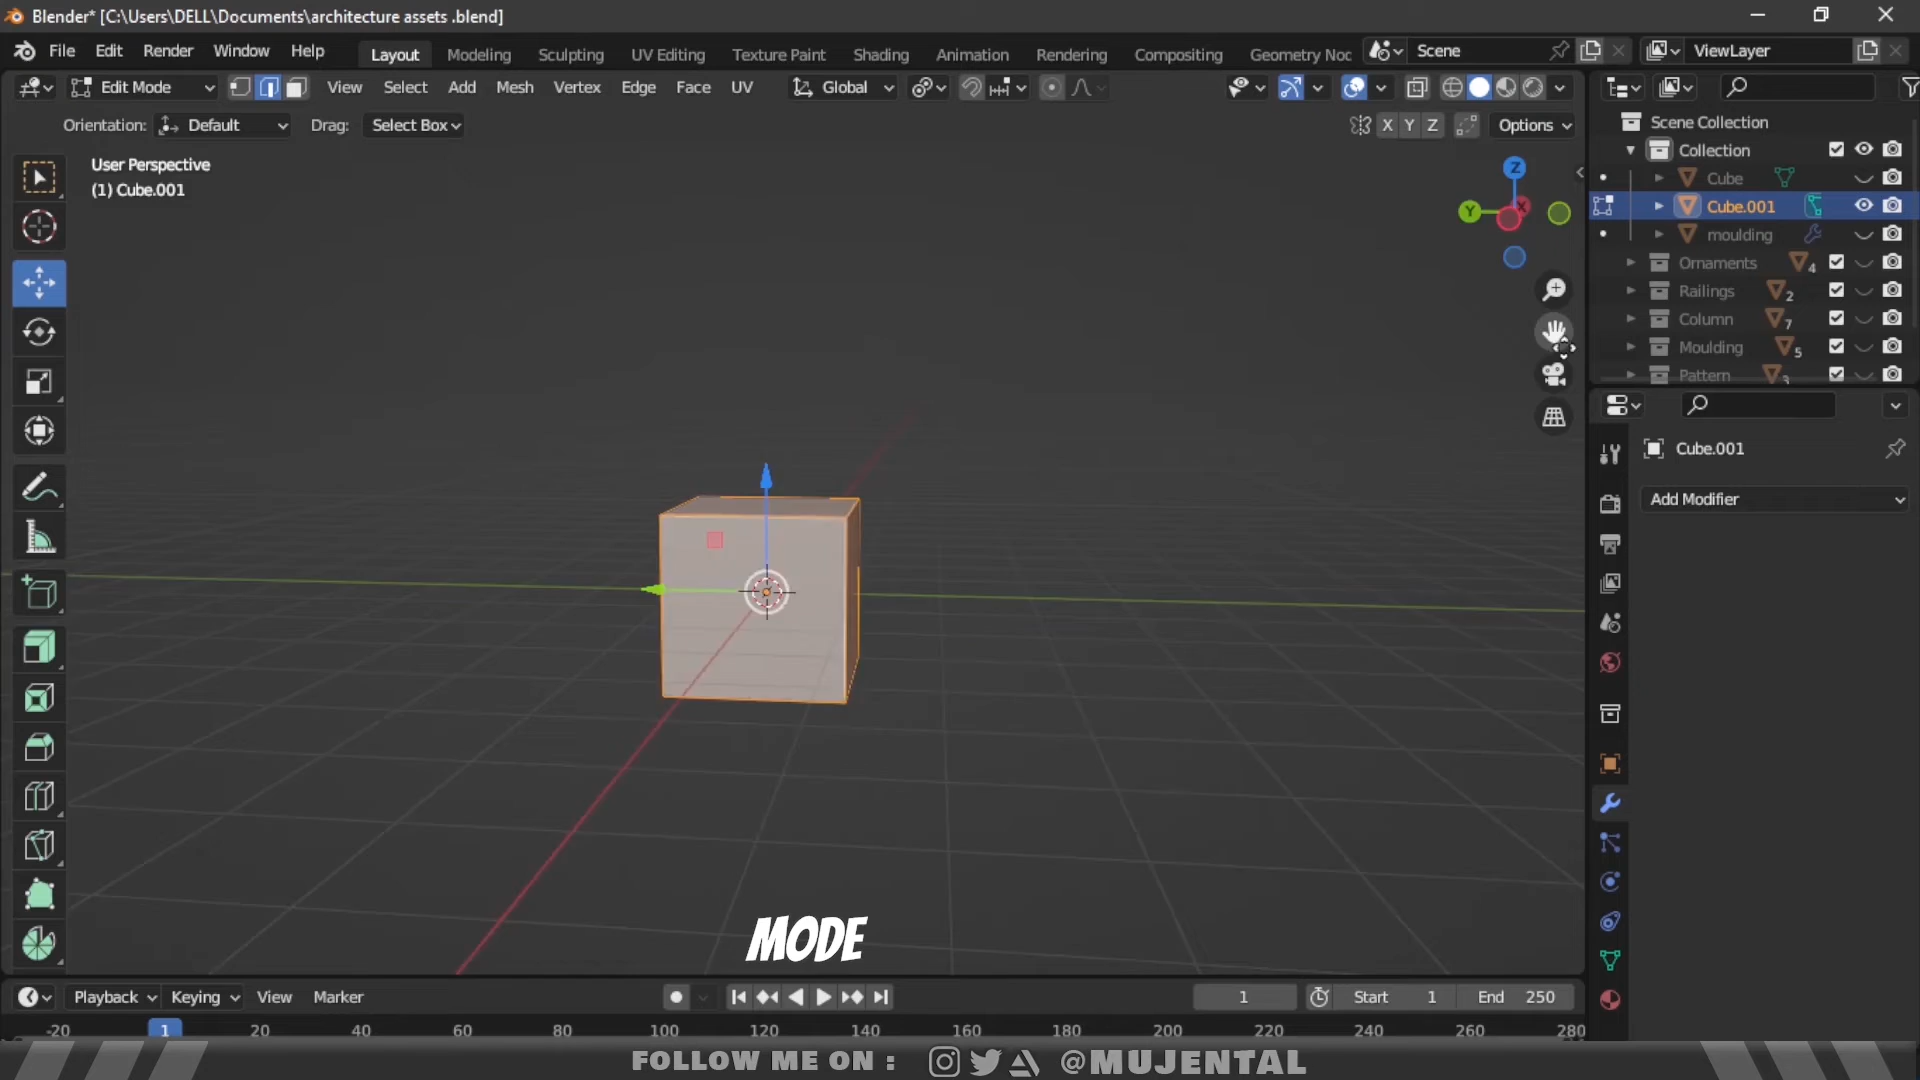 Blender* [C:\Users\DELL\Documents\architecture assets .blend]
File Edit Render Window Help Layout Modeling Sculpting UV Editing Texture Paint Shading Animation Rendering Compositing Geometry Noc Scene ViewLayer
Edit Mode View Select Add Mesh Vertex Edge Face UV Global
Orientation: Default Drag: Select Box X Y Z Options
User Perspective
(1) Cube.001
Z
Y X
Scene Collection
Collection
Cube
Cube.001
moulding
Ornaments 4
Railings 2
Column 7
Moulding 5
Pattern 3
Cube.001
Add Modifier
MODE
Playback Keying View Marker 1 Start 1 End 250
-20 1 20 40 60 80 100 120 140 160 180 200 220 240 260 280
FOLLOW ME ON : @MUJENTAL